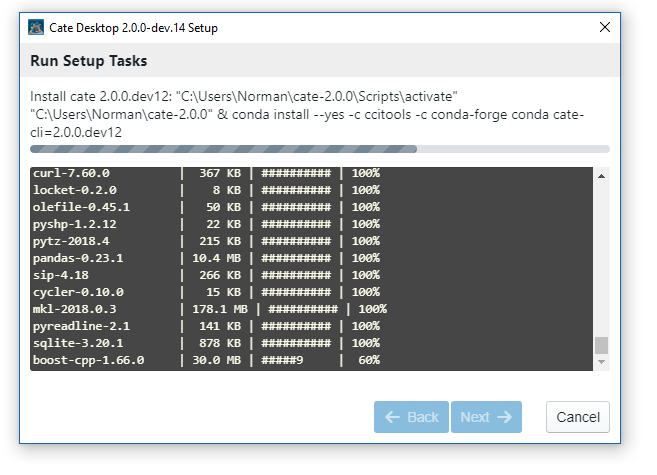 Cate Desktop 2.0.0-dev.14 Setup
Run Setup Tasks
Install cate 2.0.0.dev12: "C:\Users\Norman\cate-2.0.0\Scripts\activate"
"C:\Users\Norman\cate-2.0.0" & conda install --yes -c ccitools -c conda-forge conda cate-
cli=2.0.0.dev12
curl-7.60.0 | 367 KB | ########## | 100%
locket-0.2.0 | 8 KB | ########## | 100%
olefile-0.45.1 | 50 KB | ########## | 100%
pyshp-1.2.12 | 22 KB | ########## | 100%
pytz-2018.4 | 215 KB | ########## | 100%
pandas-0.23.1 | 10.4 MB | ########## | 100%
sip-4.18 | 266 KB | ########## | 100%
cycler-0.10.0 | 15 KB | ########## | 100%
mkl-2018.0.3 | 178.1 MB | ########## | 100%
pyreadline-2.1 | 141 KB | ########## | 100%
sqlite-3.20.1 | 878 KB | ########## | 100%
boost-cpp-1.66.0 | 30.0 MB | #####9 | 60%
Back Next Cancel